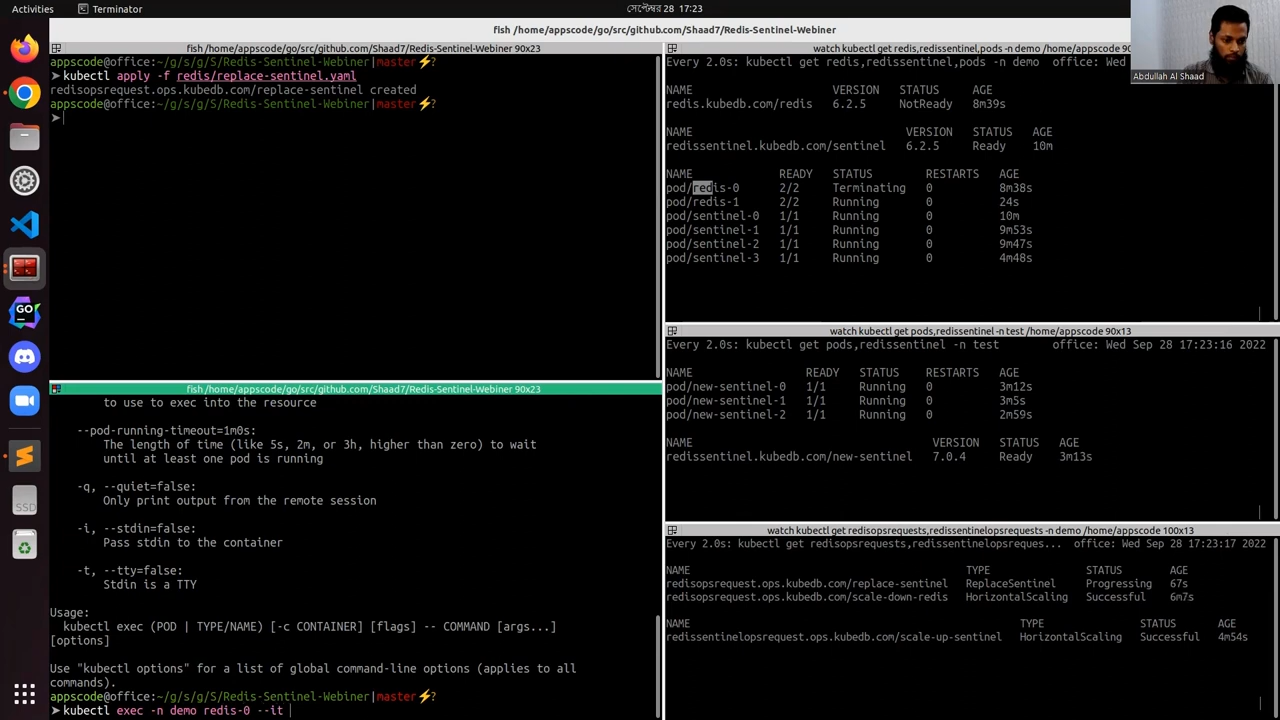 Activities
Terminator
সেপ্টেম্বর 28 17:23
fish /home/appscode/go/src/github.com/Shaad7/Redis-Sentinel-Webiner
fish /home/appscode/go/src/github.com/Shaad7/Redis-Sentinel-Webiner 90x23
appscode@office:~/g/s/g/S/Redis-Sentinel-Webiner|master⚡?
➤ kubectl apply -f redis/replace-sentinel.yaml
redisopsrequest.ops.kubedb.com/replace-sentinel created
appscode@office:~/g/s/g/S/Redis-Sentinel-Webiner|master⚡?
➤
fish /home/appscode/go/src/github.com/Shaad7/Redis-Sentinel-Webiner 90x23
to use to exec into the resource
--pod-running-timeout=1m0s:
The length of time (like 5s, 2m, or 3h, higher than zero) to wait
until at least one pod is running
-q, --quiet=false:
Only print output from the remote session
-i, --stdin=false:
Pass stdin to the container
-t, --tty=false:
Stdin is a TTY
Usage:
kubectl exec (POD | TYPE/NAME) [-c CONTAINER] [flags] -- COMMAND [args...]
[options]
Use "kubectl options" for a list of global command-line options (applies to all
commands).
appscode@office:~/g/s/g/S/Redis-Sentinel-Webiner|master⚡?
➤ kubectl exec -n demo redis-0 --it
watch kubectl get redis,redissentinel,pods -n demo /home/appscode 90
Every 2.0s: kubectl get redis,redissentinel,pods -n demo office: Wed
NAME VERSION STATUS AGE
redis.kubedb.com/redis 6.2.5 NotReady 8m39s
NAME VERSION STATUS AGE
redissentinel.kubedb.com/sentinel 6.2.5 Ready 10m
NAME READY STATUS RESTARTS AGE
pod/redis-0 2/2 Terminating 0 8m38s
pod/redis-1 2/2 Running 0 24s
pod/sentinel-0 1/1 Running 0 10m
pod/sentinel-1 1/1 Running 0 9m53s
pod/sentinel-2 1/1 Running 0 9m47s
pod/sentinel-3 1/1 Running 0 4m48s
Abdullah Al Shaad
watch kubectl get pods,redissentinel -n test /home/appscode 90x13
Every 2.0s: kubectl get pods,redissentinel -n test office: Wed Sep 28 17:23:16 2022
NAME READY STATUS RESTARTS AGE
pod/new-sentinel-0 1/1 Running 0 3m12s
pod/new-sentinel-1 1/1 Running 0 3m5s
pod/new-sentinel-2 1/1 Running 0 2m59s
NAME VERSION STATUS AGE
redissentinel.kubedb.com/new-sentinel 7.0.4 Ready 3m13s
watch kubectl get redisopsrequests,redissentinelopsrequests -n demo /home/appscode 100x13
Every 2.0s: kubectl get redisopsrequests,redissentinelopsreques... office: Wed Sep 28 17:23:17 2022
NAME TYPE STATUS AGE
redisopsrequest.ops.kubedb.com/replace-sentinel ReplaceSentinel Progressing 67s
redisopsrequest.ops.kubedb.com/scale-down-redis HorizontalScaling Successful 6m7s
NAME TYPE STATUS AGE
redissentinelopsrequest.ops.kubedb.com/scale-up-sentinel HorizontalScaling Successful 4m54s
GO
SSD